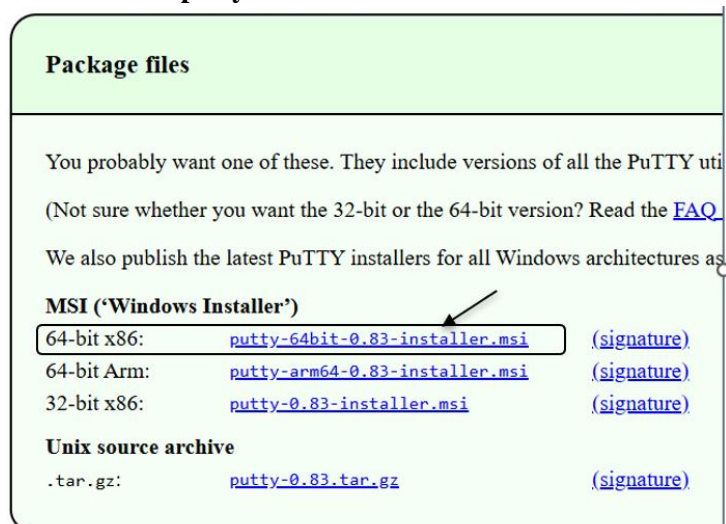 Package files
You probably want one of these. They include versions of all the PuTTY uti
(Not sure whether you want the 32-bit or the 64-bit version? Read the FAQ
We also publish the latest PuTTY installers for all Windows architectures as
MSI (‘Windows Installer’)
64-bit x86: putty-64bit-0.83-installer.msi (signature)
64-bit Arm: putty-arm64-0.83-installer.msi (signature)
32-bit x86: putty-0.83-installer.msi (signature)
Unix source archive
.tar.gz: putty-0.83.tar.gz (signature)